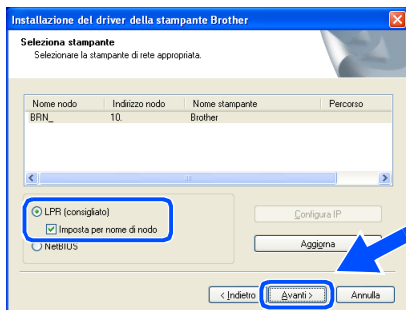 Installazione del driver della stampante Brother
Seleziona stampante
Selezionare la stampante di rete appropriata.
Nome nodo Indirizzo nodo Nome stampante Percorso
BRN_ 10. Brother
LPR (consigliato)
Imposta per nome di nodo
NetBIOS
Configura IP
Aggiorna
< Indietro Avanti > Annulla